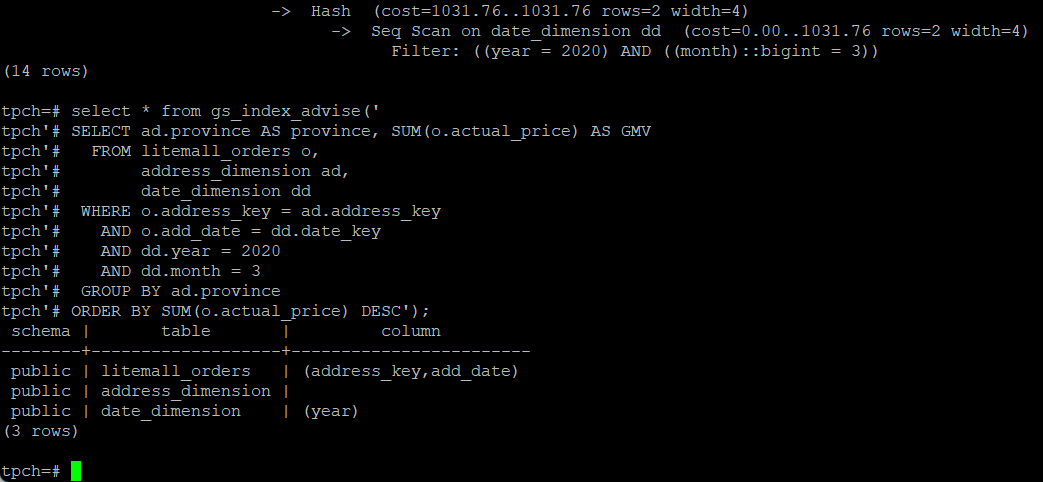 ->  Hash  (cost=1031.76..1031.76 rows=2 width=4)
->  Seq Scan on date_dimension dd  (cost=0.00..1031.76 rows=2 width=4)
Filter: ((year = 2020) AND ((month)::bigint = 3))
(14 rows)
tpch=# select * from gs_index_advise('
tpch'# SELECT ad.province AS province, SUM(o.actual_price) AS GMV
tpch'#   FROM litemall_orders o,
tpch'#        address_dimension ad,
tpch'#        date_dimension dd
tpch'#  WHERE o.address_key = ad.address_key
tpch'#    AND o.add_date = dd.date_key
tpch'#    AND dd.year = 2020
tpch'#    AND dd.month = 3
tpch'#  GROUP BY ad.province
tpch'# ORDER BY SUM(o.actual_price) DESC');
 schema |       table       |         column
--------+-------------------+------------------------
 public | litemall_orders   | (address_key,add_date)
 public | address_dimension |
 public | date_dimension    | (year)
(3 rows)
tpch=#